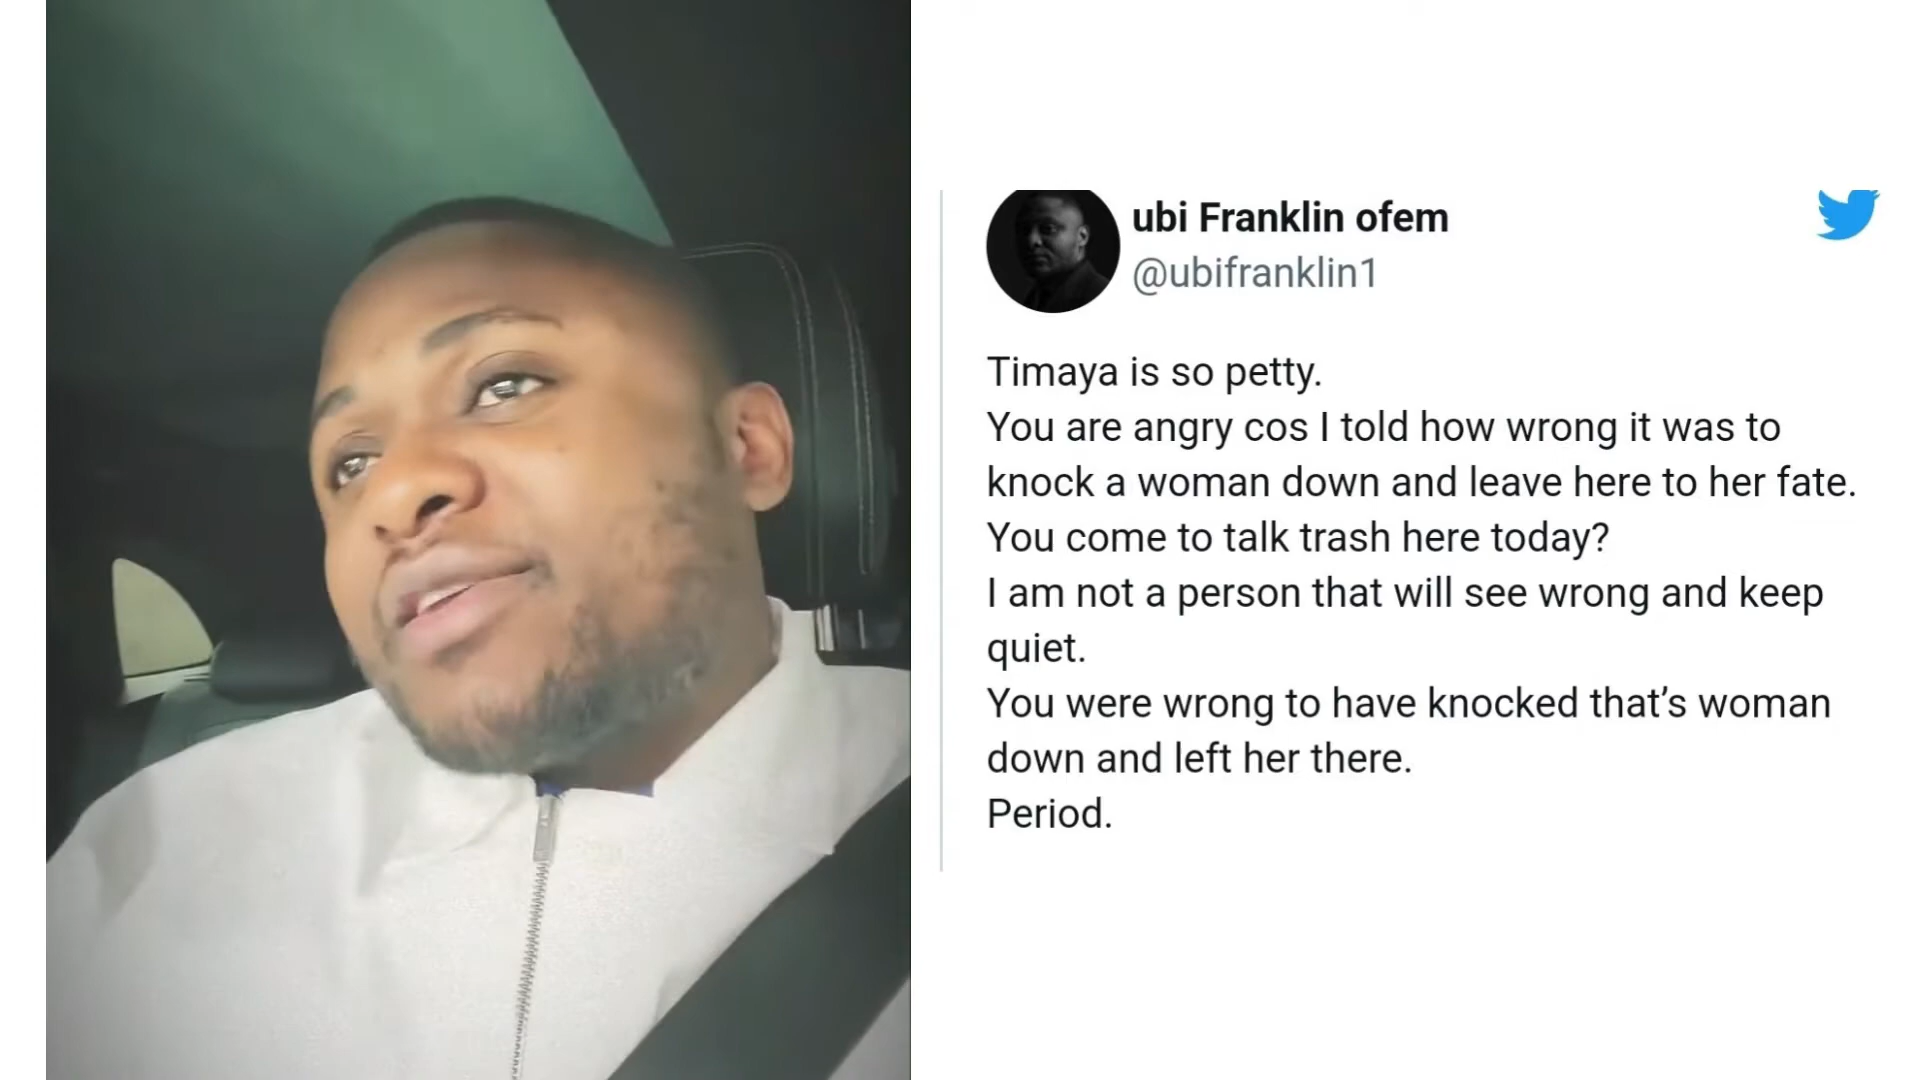 ubi Franklin ofem
@ubifranklin1
Timaya is so petty.
You are angry cos I told how wrong it was to
knock a woman down and leave here to her fate.
You come to talk trash here today?
I am not a person that will see wrong and keep
quiet.
You were wrong to have knocked that’s woman
down and left her there.
Period.